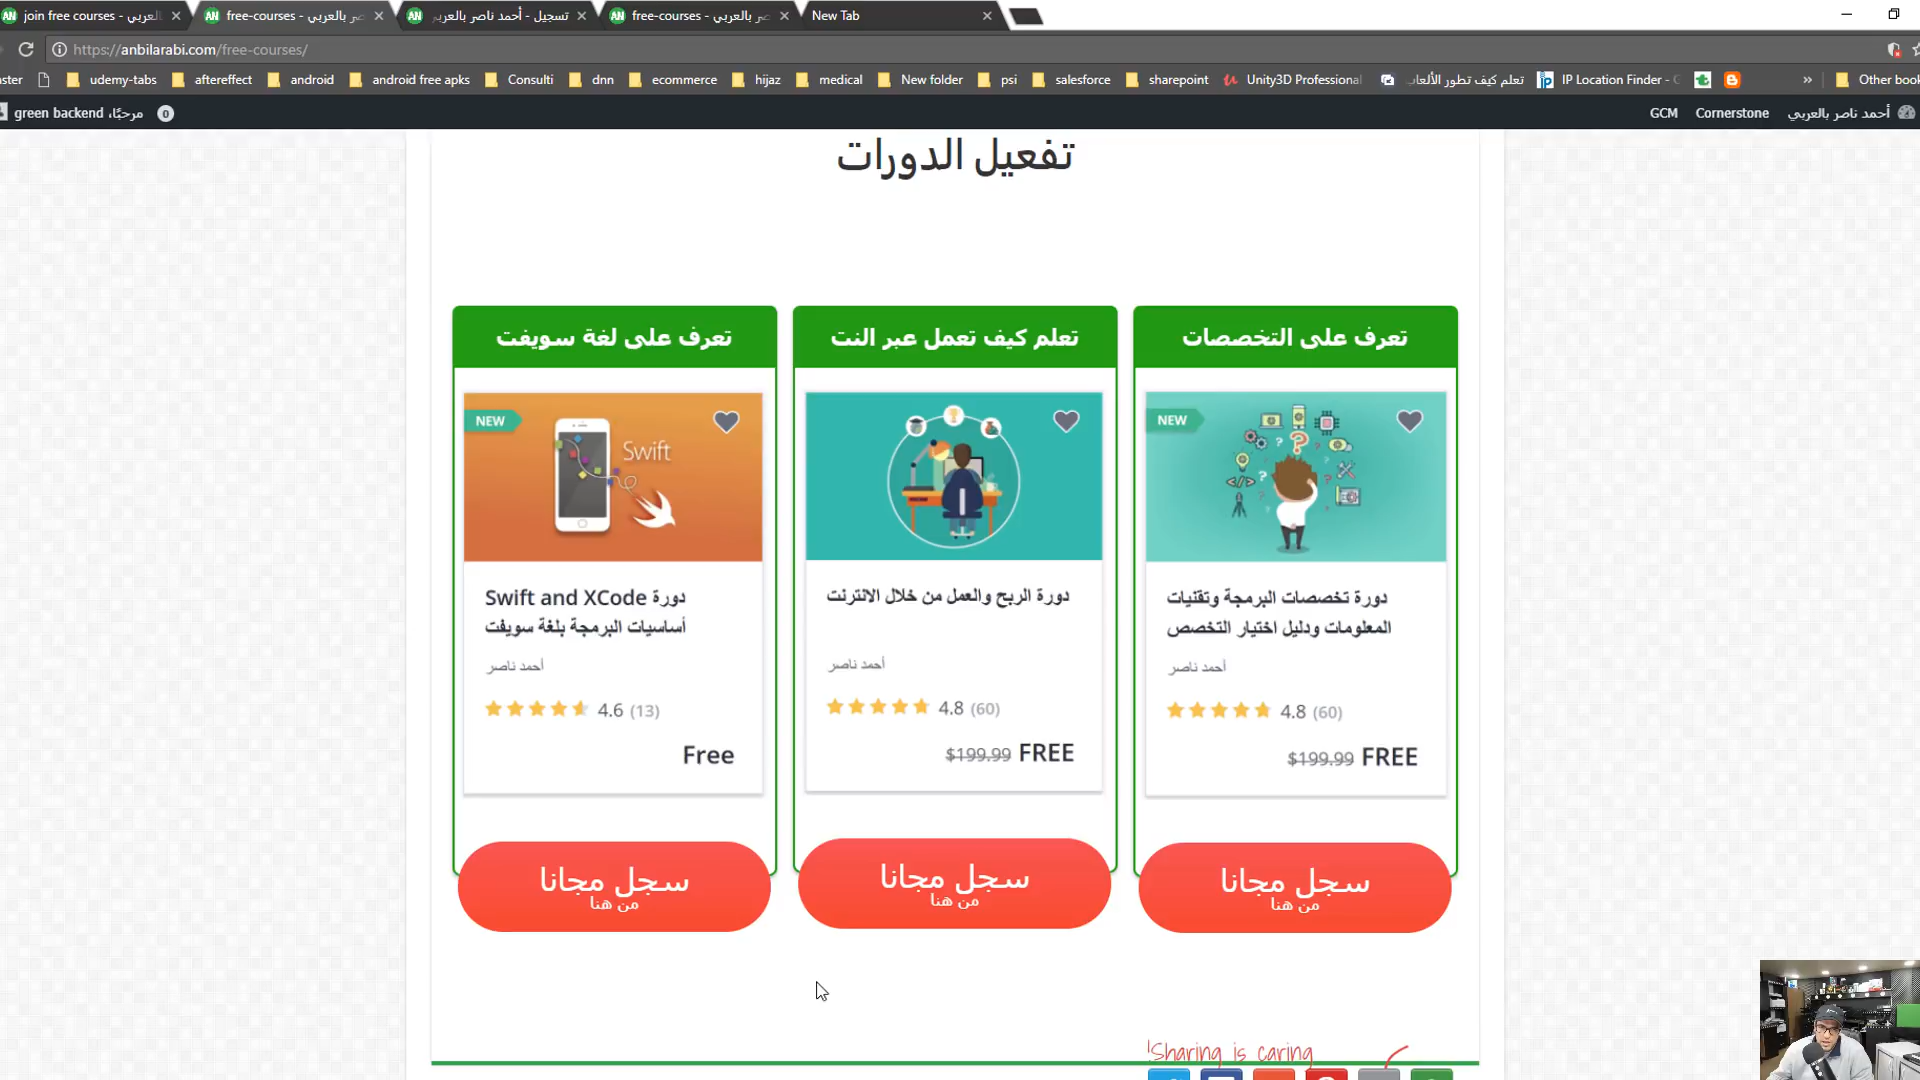 join free courses - العربي
free-courses - ر بالعربي
تسجيل - أحمد ناصر بالعربي
free-courses - ر بالعربي
New Tab
https://anbilarabi.com/free-courses/
ster
udemy-tabs
aftereffect
android
android free apks
Consulti
dnn
ecommerce
hijaz
medical
New folder
psi
salesforce
sharepoint
Unity3D Professional
تعلم كيف تطور الألعاب
IP Location Finder -
»
Other book
مرحبًا، green backend
0
GCM
Cornerstone
أحمد ناصر بالعربي
تفعيل الدورات
تعرف على التخصصات
NEW
دورة تخصصات البرمجة وتقنيات
المعلومات ودليل اختيار التخصص
أحمد ناصر
4.8 (60)
$199.99 FREE
سجل مجانا
من هنا
تعلم كيف تعمل عبر النت
دورة الربح والعمل من خلال الانترنت
أحمد ناصر
4.8 (60)
$199.99 FREE
سجل مجانا
من هنا
تعرف على لغة سويفت
NEW
Swift
دورة Swift and XCode
أساسيات البرمجة بلغة سويفت
أحمد ناصر
4.6 (13)
Free
سجل مجانا
من هنا
!Sharing is caring